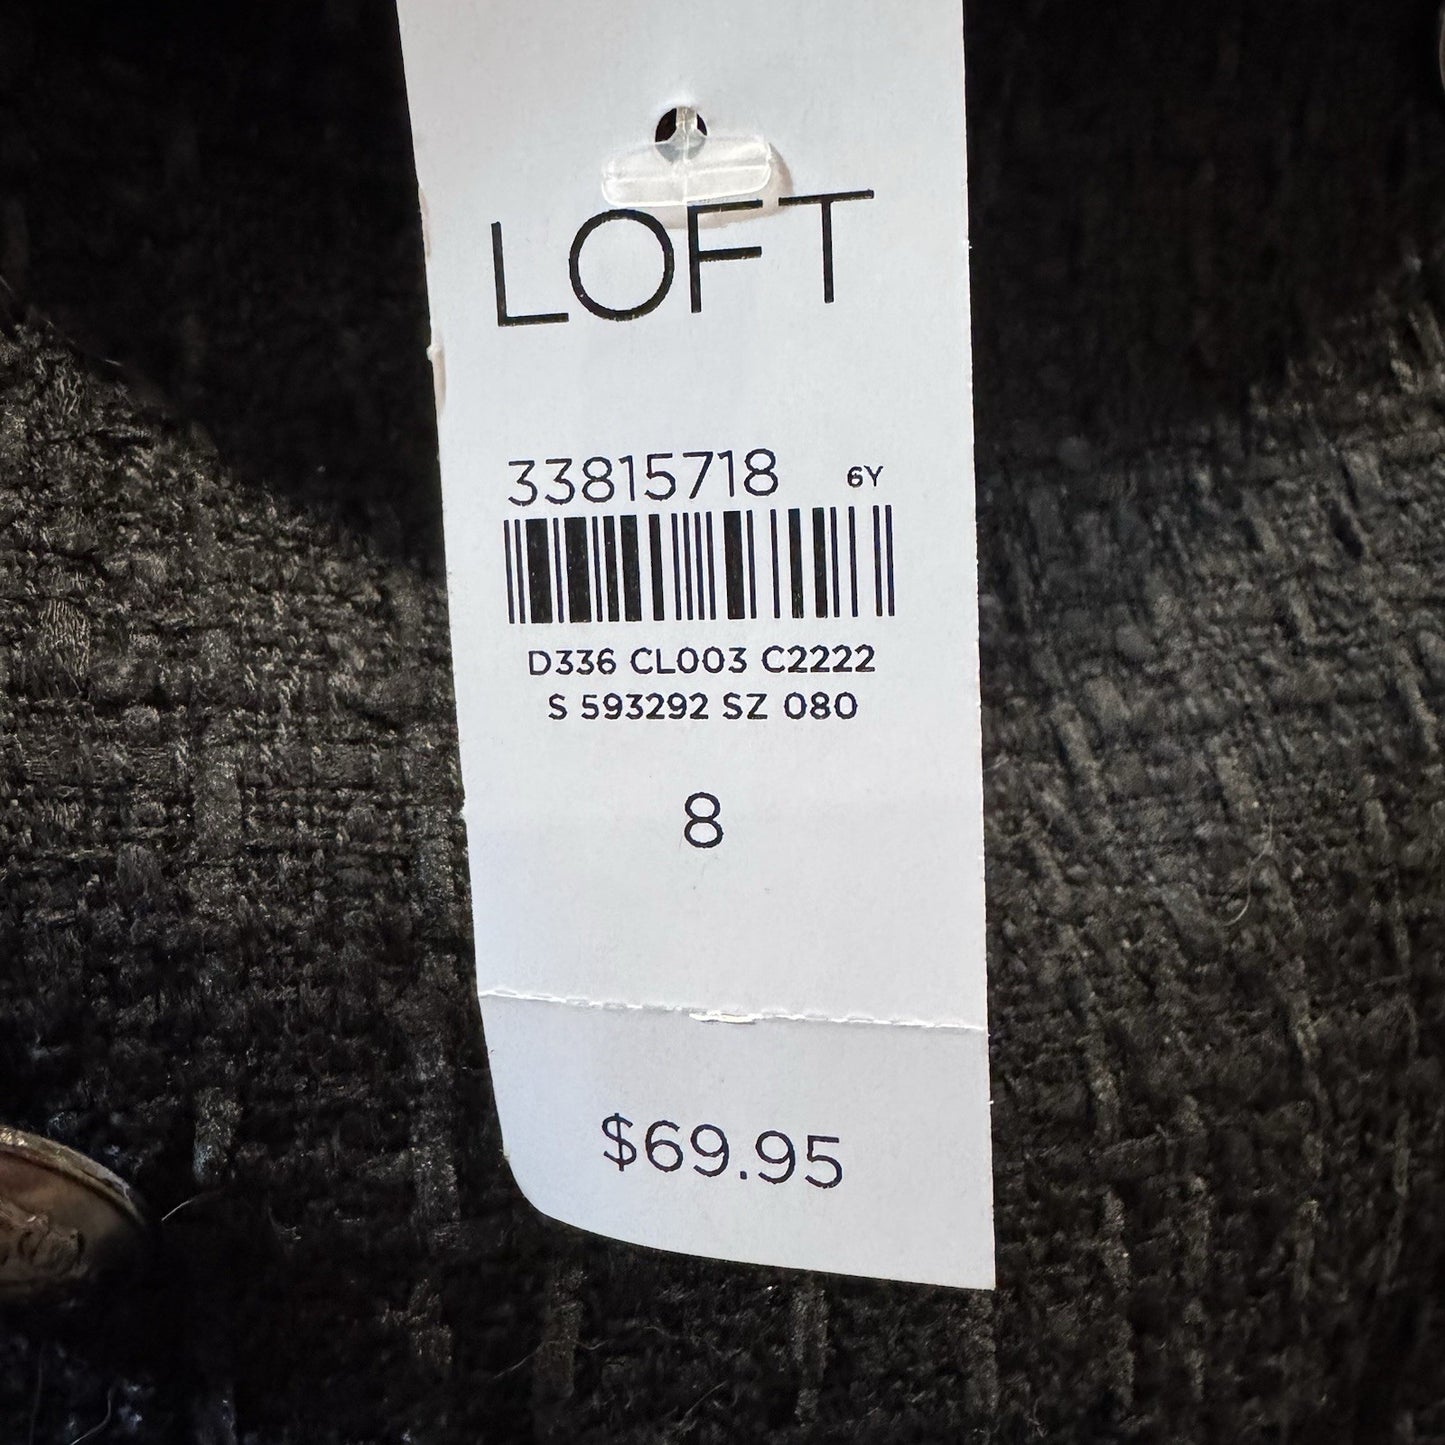 LOFT
33815718 6Y
D336 CL003 C2222
S 593292 SZ 080
8
$69.95